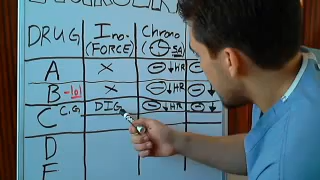 DRUG Ino. (FORCE) Chrono SA
A X - ↓HR -
B -lol X - ↓HR - ↓
C C.G. DIG - ↓HR - ↓
D
F